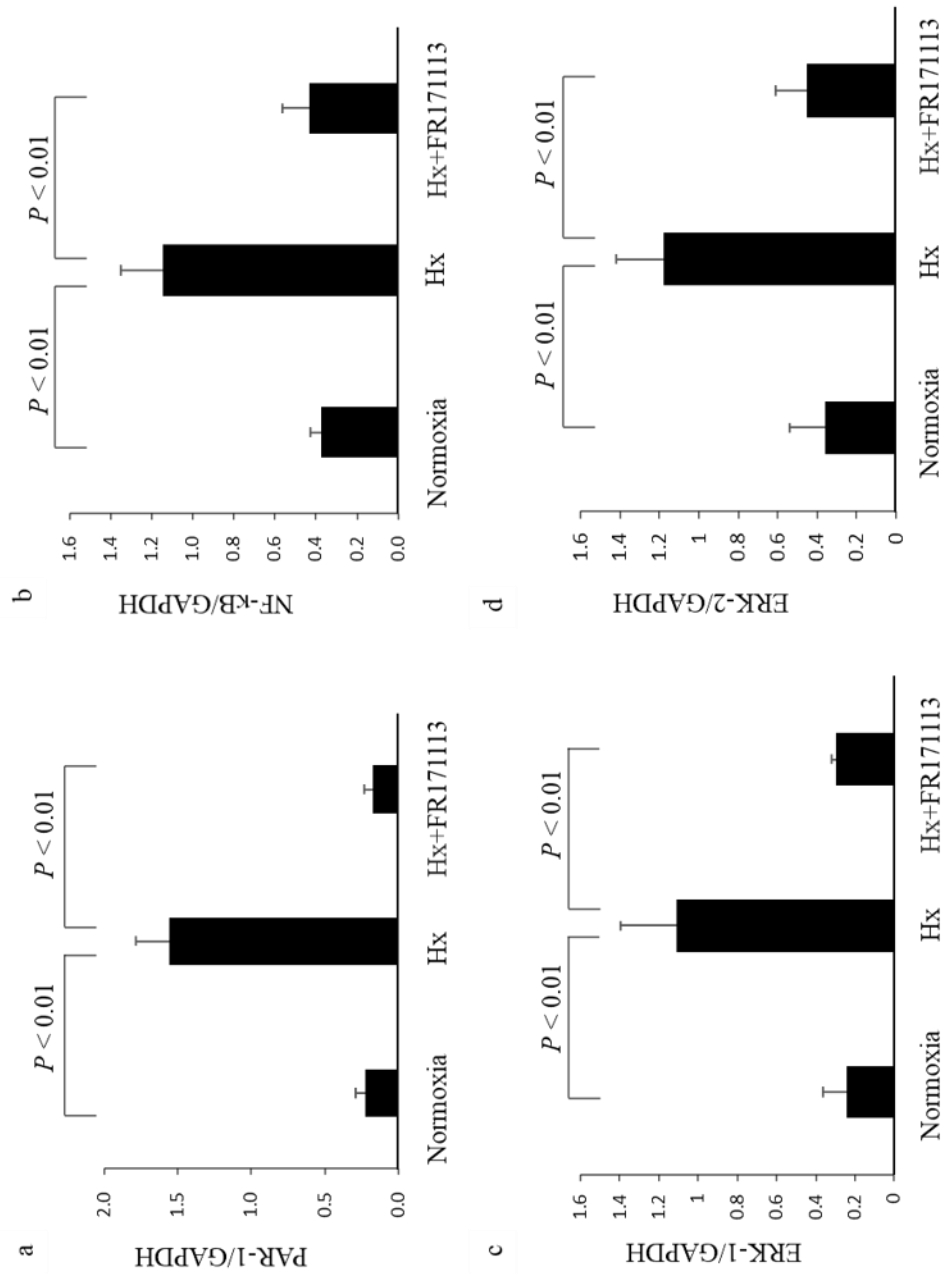 a
PAR-1/GAPDH
2.0
1.5
1.0
0.5
0.0
P < 0.01
P < 0.01
Normoxia
Hx
Hx+FR171113
b
NF-κB/GAPDH
1.6
1.4
1.2
1.0
0.8
0.6
0.4
0.2
0.0
P < 0.01
P < 0.01
Normoxia
Hx
Hx+FR171113
c
ERK-1/GAPDH
1.6
1.4
1.2
1
0.8
0.6
0.4
0.2
0
P < 0.01
P < 0.01
Normoxia
Hx
Hx+FR171113
d
ERK-2/GAPDH
1.6
1.4
1.2
1
0.8
0.6
0.4
0.2
0
P < 0.01
P < 0.01
Normoxia
Hx
Hx+FR171113